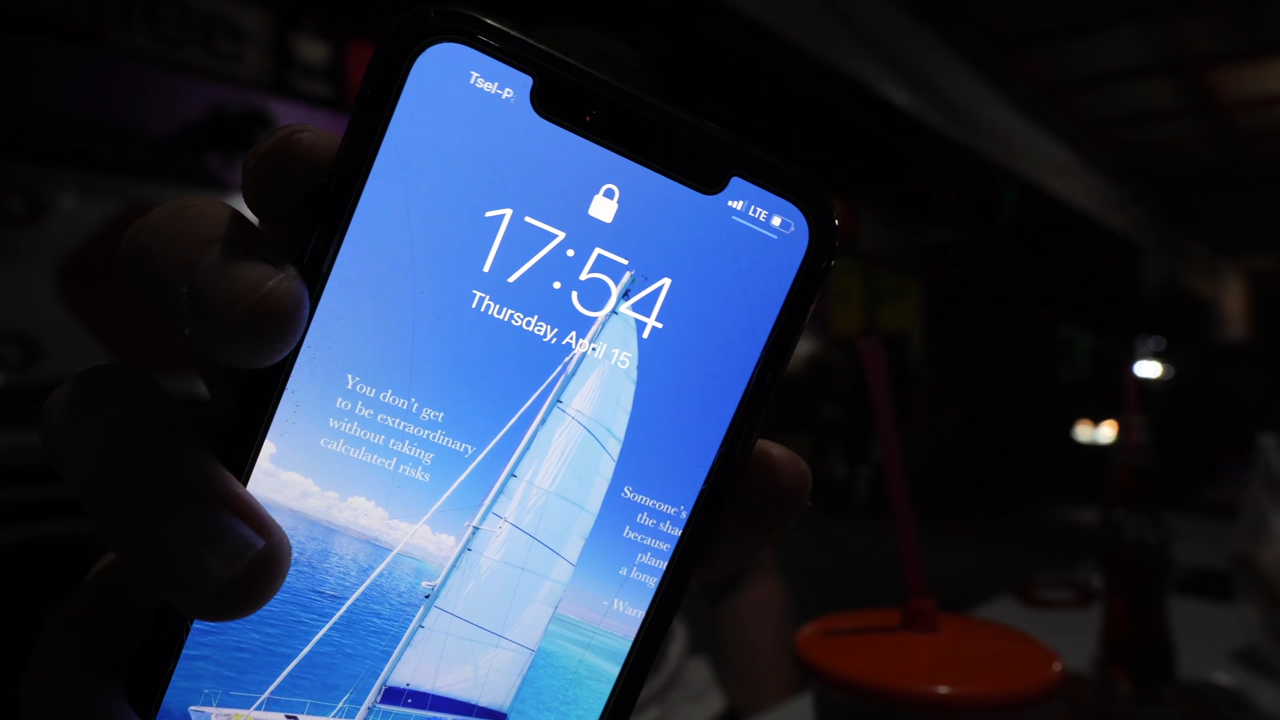 Tsel-P
LTE
17:54
Thursday, April 15
You don't get
to be extraordinary
without taking
calculated risks
Someone's
the shad
because
plant
a long
- Warr